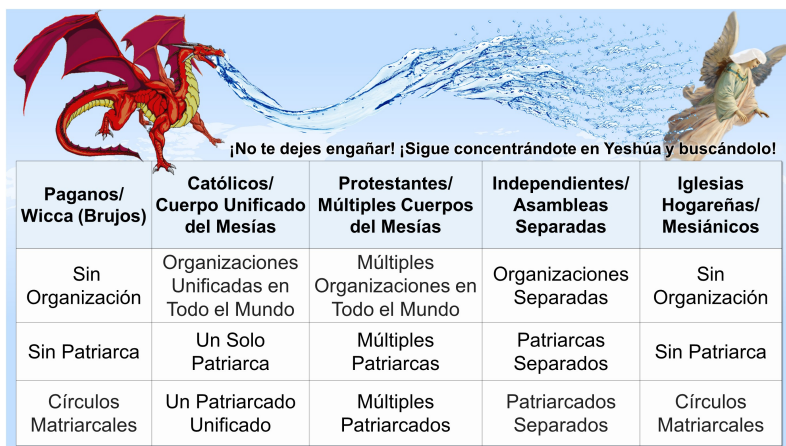 ¡No te dejes engañar! ¡Sigue concentrándote en Yeshúa y buscándolo!
Paganos/
Wicca (Brujos)
Católicos/
Cuerpo Unificado
del Mesías
Protestantes/
Múltiples Cuerpos
del Mesías
Independientes/
Asambleas
Separadas
Iglesias
Hogareñas/
Mesiánicos
Sin
Organización
Organizaciones
Unificadas en
Todo el Mundo
Múltiples
Organizaciones en
Todo el Mundo
Organizaciones
Separadas
Sin
Organización
Sin Patriarca
Un Solo
Patriarca
Múltiples
Patriarcas
Patriarcas
Separados
Sin Patriarca
Círculos
Matriarcales
Un Patriarcado
Unificado
Múltiples
Patriarcados
Patriarcados
Separados
Círculos
Matriarcales